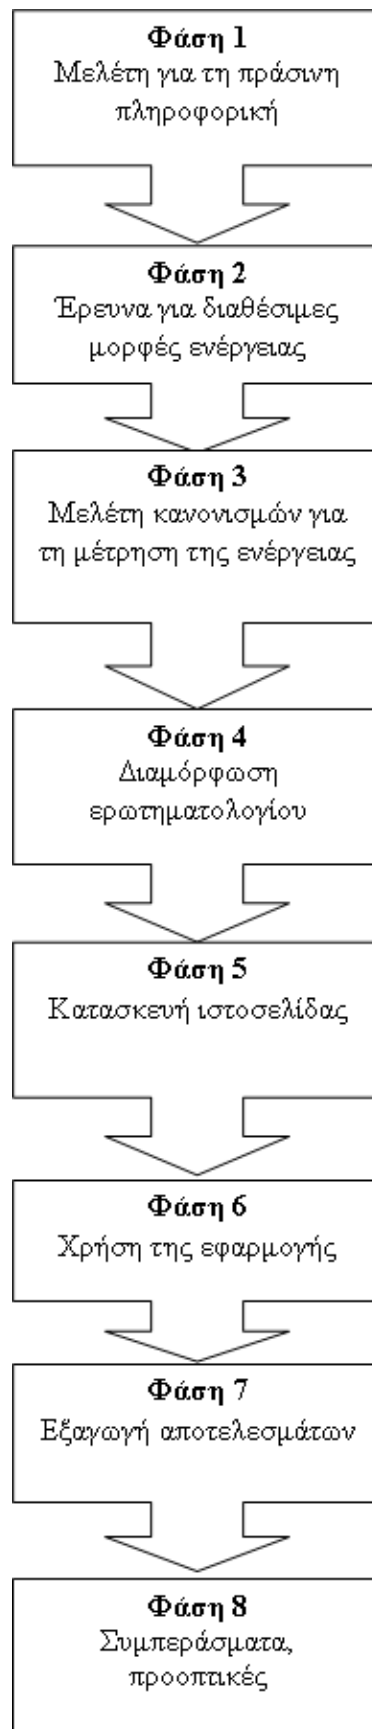 Φάση 1
Μελέτη για τη πράσινη
πληροφορική
Φάση 2
Έρευνα για διαθέσιμες
μορφές ενέργειας
Φάση 3
Μελέτη κανονισμών για
τη μέτρηση της ενέργειας
Φάση 4
Διαμόρφωση
ερωτηματολογίου
Φάση 5
Κατασκευή ιστοσελίδας
Φάση 6
Χρήση της εφαρμογής
Φάση 7
Εξαγωγή αποτελεσμάτων
Φάση 8
Συμπεράσματα,
προοπτικές